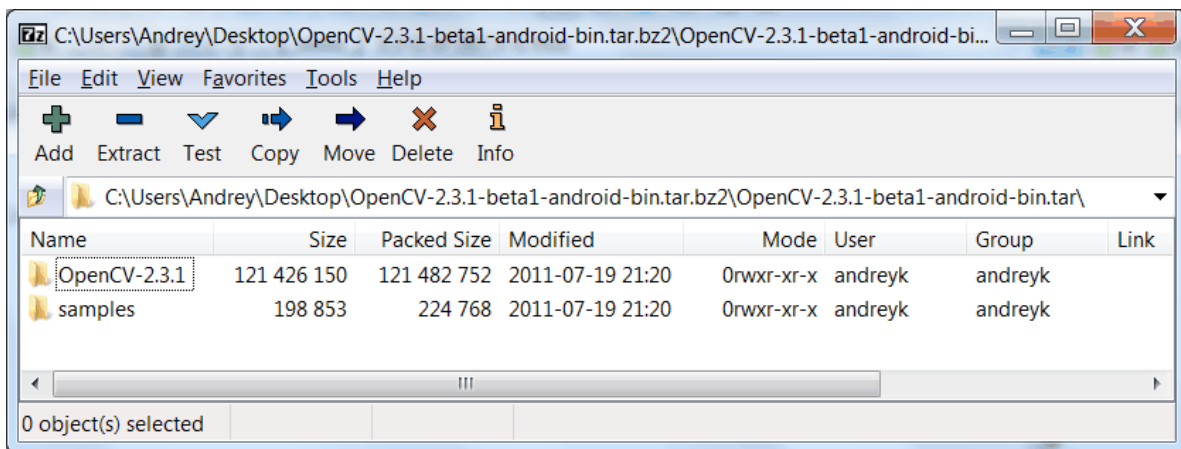 7z C:\Users\Andrey\Desktop\OpenCV-2.3.1-beta1-android-bin.tar.bz2\OpenCV-2.3.1-beta1-android-bi...
File Edit View Favorites Tools Help
Add Extract Test Copy Move Delete Info
C:\Users\Andrey\Desktop\OpenCV-2.3.1-beta1-android-bin.tar.bz2\OpenCV-2.3.1-beta1-android-bin.tar\
Name Size Packed Size Modified Mode User Group Link
OpenCV-2.3.1 121 426 150 121 482 752 2011-07-19 21:20 0rwxr-xr-x andreyk andreyk
samples 198 853 224 768 2011-07-19 21:20 0rwxr-xr-x andreyk andreyk
0 object(s) selected